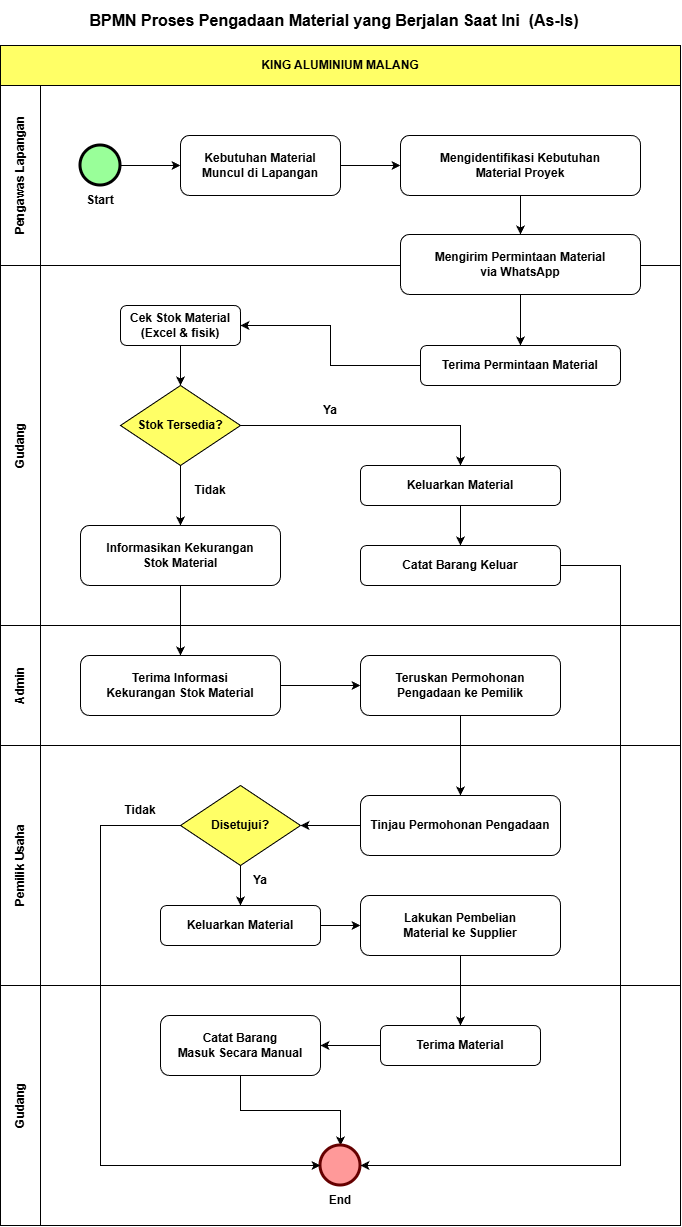 BPMN Proses Pengadaan Material yang Berjalan Saat Ini (As-Is)
KING ALUMINIUM MALANG
Pengawas Lapangan
Start
Kebutuhan Material
Muncul di Lapangan
Mengidentifikasi Kebutuhan
Material Proyek
Mengirim Permintaan Material
via WhatsApp
Gudang
Terima Permintaan Material
Cek Stok Material
(Excel & fisik)
Stok Tersedia?
Ya
Tidak
Keluarkan Material
Catat Barang Keluar
Informasikan Kekurangan
Stok Material
Admin
Terima Informasi
Kekurangan Stok Material
Teruskan Permohonan
Pengadaan ke Pemilik
Pemilik Usaha
Tinjau Permohonan Pengadaan
Disetujui?
Tidak
Ya
Keluarkan Material
Lakukan Pembelian
Material ke Supplier
Gudang
Terima Material
Catat Barang
Masuk Secara Manual
End